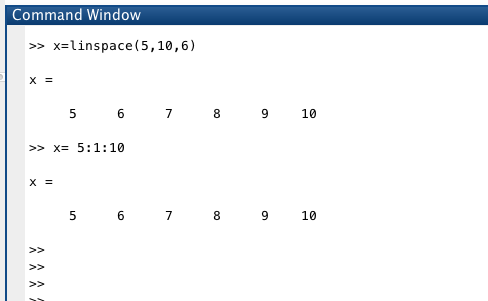 Command Window
>> x=linspace(5,10,6)
x =
5 6 7 8 9 10
>> x= 5:1:10
x =
5 6 7 8 9 10
>>
>>
>>
>>